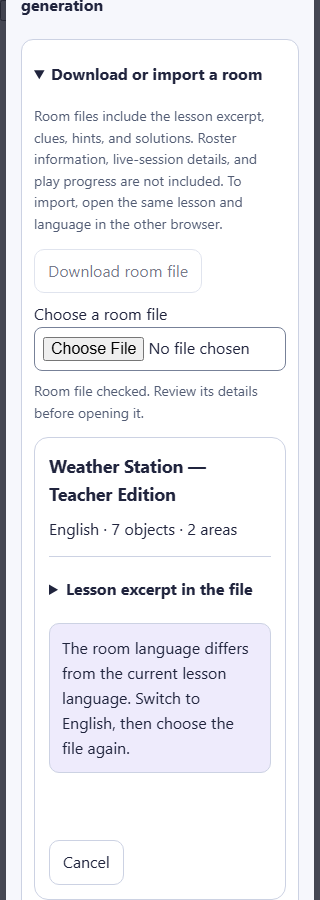 generation
▼ Download or import a room
Room files include the lesson excerpt,
clues, hints, and solutions. Roster
information, live-session details, and
play progress are not included. To
import, open the same lesson and
language in the other browser.
Download room file
Choose a room file
Choose File No file chosen
Room file checked. Review its details
before opening it.
Weather Station —
Teacher Edition
English · 7 objects · 2 areas
▶ Lesson excerpt in the file
The room language differs
from the current lesson
language. Switch to
English, then choose the
file again.
Cancel